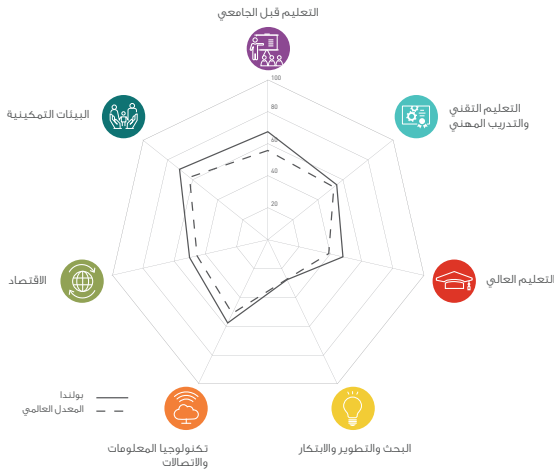 التعليم قبل الجامعي
100
80
60
40
20
التعليم التقني
والتدريب المهني
البيئات التمكينية
التعليم العالي
الاقتصاد
بولندا
المعدل العالمي
البحث والتطوير والابتكار
تكنولوجيا المعلومات
والاتصالات